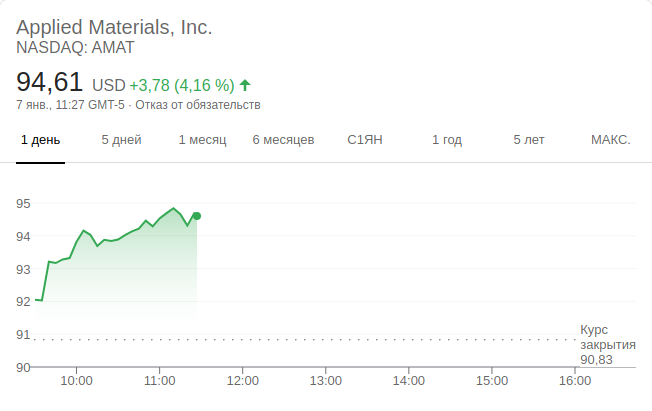 Applied Materials, Inc.
NASDAQ: AMAT
94,61 USD +3,78 (4,16 %)
7 янв., 11:27 GMT-5 · Отказ от обязательств
1 день 5 дней 1 месяц 6 месяцев С1ЯН 1 год 5 лет МАКС.
95
94
93
92
91
90
Курс
закрытия
90,83
10:00 11:00 12:00 13:00 14:00 15:00 16:00